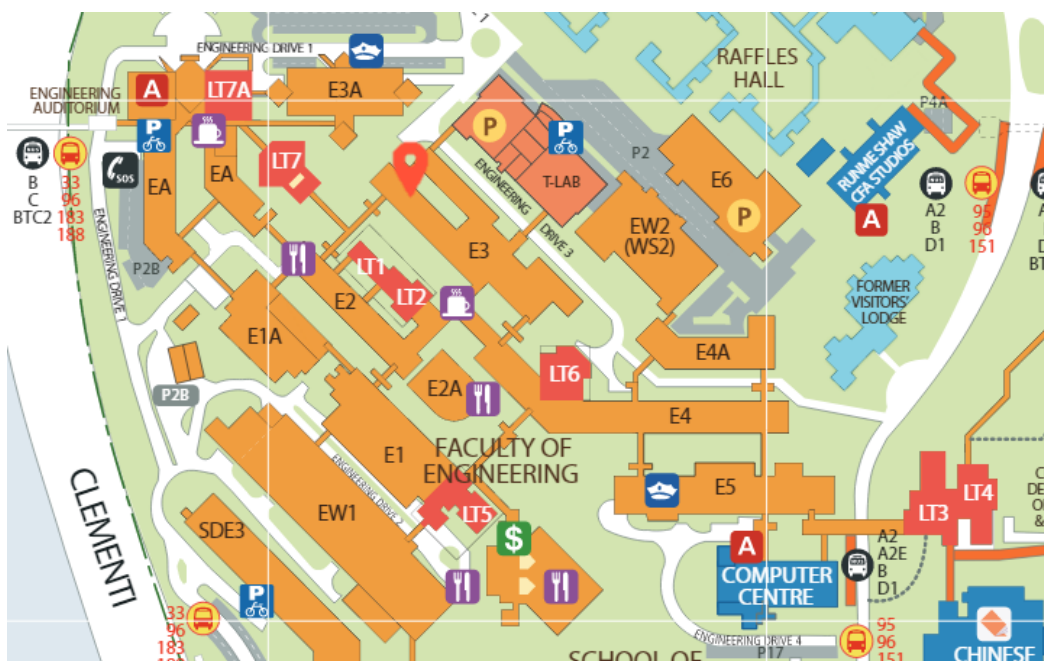 ENGINEERING DRIVE 1
RAFFLES
HALL
ENGINEERING
AUDITORIUM
A
LT7A
E3A
P4A
P
P
P
P2
RUNME SHAW
CFA STUDIOS
B
C
BTC2
33
96
183
188
SOS
EA
EA
LT7
T-LAB
E6
A2
B
D1
95
96
151
ENGINEERING
DRIVE 3
P
A
ENGINEERING DRIVE 1
EW2
(WS2)
E3
P2B
LT1
LT2
E2
FORMER
VISITORS'
LODGE
E1A
E4A
LT6
P2B
E2A
E4
FACULTY OF
ENGINEERING
E1
CLEMENTI
ENGINEERING DRIVE 2
E5
LT4
LT3
EW1
LT5
SDE3
$
A
COMPUTER
CENTRE
A2
A2E
B
D1
P
33
96
183
95
96
151
ENGINEERING DRIVE 4
P17
SCHOOL OF
CHINESE